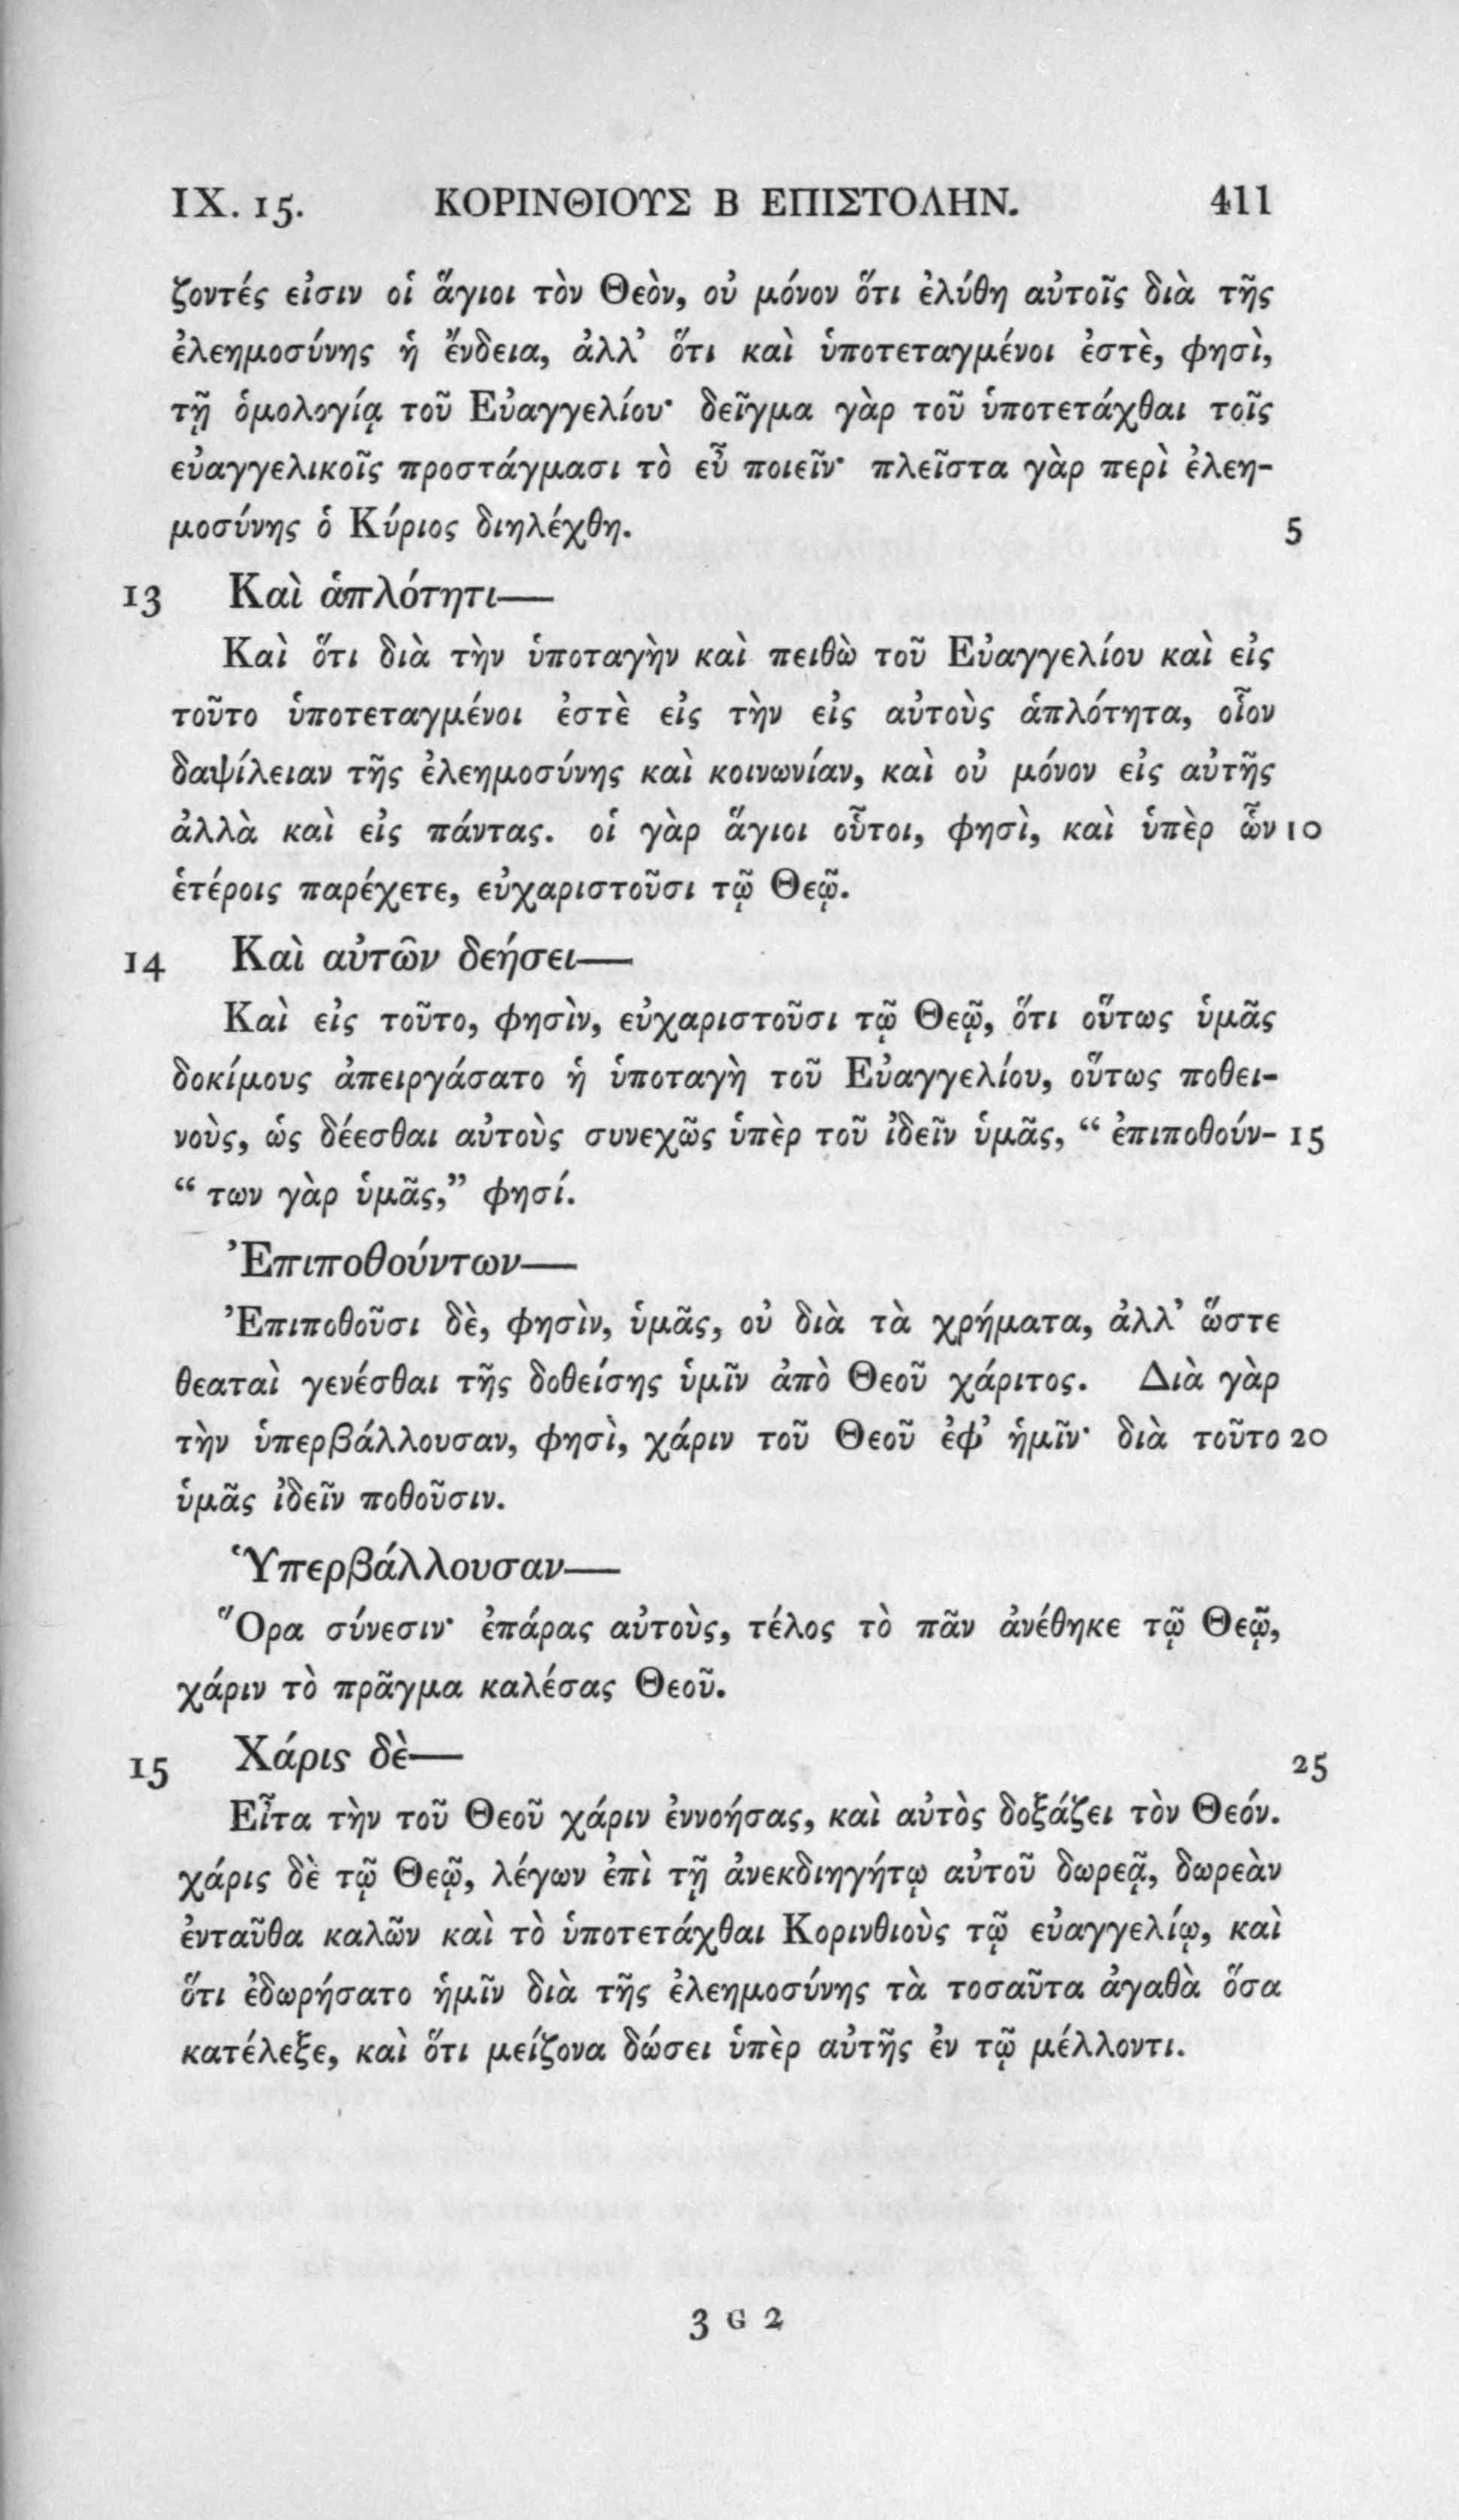 IX. 15. ΚΟΡΙΝΘΙΟΥΣ Β ΕΠΙΣΤΟΛΗΝ. 411
ζοντές εἰσιν οἱ ἅγιοι τὸν Θεὸν, οὐ μόνον ὅτι ἐλύθη αὐτοῖς διὰ τῆς
ἐλεημοσύνης ἡ ἔνδεια, ἀλλ’ ὅτι καὶ ὑποτεταγμένοι ἐστὲ, φησὶ,
τῇ ὁμολογίᾳ τοῦ Εὐαγγελίου· δεῖγμα γὰρ τοῦ ὑποτετάχθαι τοῖς
εὐαγγελικοῖς προστάγμασι τὸ εὖ ποιεῖν· πλεῖστα γὰρ περὶ ἐλεη-
μοσύνης ὁ Κύριος διηλέχθη. 5
13 Καὶ ἁπλότητι—
Καὶ ὅτι διὰ τὴν ὑποταγὴν καὶ πειθὼ τοῦ Εὐαγγελίου καὶ εἰς
τοῦτο ὑποτεταγμένοι ἐστὲ εἰς τὴν εἰς αὐτοὺς ἁπλότητα, οἷον
δαψίλειαν τῆς ἐλεημοσύνης καὶ κοινωνίαν, καὶ οὐ μόνον εἰς αὐτῆς
ἀλλὰ καὶ εἰς πάντας. οἱ γὰρ ἅγιοι οὗτοι, φησὶ, καὶ ὑπὲρ ὧν 10
ἑτέροις παρέχετε, εὐχαριστοῦσι τῷ Θεῷ.
14 Καὶ αὐτῶν δεήσει—
Καὶ εἰς τοῦτο, φησὶν, εὐχαριστοῦσι τῷ Θεῷ, ὅτι οὕτως ὑμᾶς
δοκίμους ἀπειργάσατο ἡ ὑποταγὴ τοῦ Εὐαγγελίου, οὕτως ποθει-
νοὺς, ὡς δέεσθαι αὐτοὺς συνεχῶς ὑπὲρ τοῦ ἰδεῖν ὑμᾶς, “ ἐπιποθούν- 15
“ των γὰρ ὑμᾶς,” φησί.
Ἐπιποθούντων—
Ἐπιποθοῦσι δὲ, φησὶν, ὑμᾶς, οὐ διὰ τὰ χρήματα, ἀλλ’ ὥστε
θεαταὶ γενέσθαι τῆς δοθείσης ὑμῖν ἀπὸ Θεοῦ χάριτος. Διὰ γὰρ
τὴν ὑπερβάλλουσαν, φησὶ, χάριν τοῦ Θεοῦ ἐφ’ ἡμῖν· διὰ τοῦτο 20
ὑμᾶς ἰδεῖν ποθοῦσιν.
Ὑπερβάλλουσαν—
Ὅρα σύνεσιν· ἐπάρας αὐτοὺς, τέλος τὸ πᾶν ἀνέθηκε τῷ Θεῷ,
χάριν τὸ πρᾶγμα καλέσας Θεοῦ.
15 Χάρις δὲ— 25
Εἶτα τὴν τοῦ Θεοῦ χάριν ἐννοήσας, καὶ αὐτὸς δοξάζει τὸν Θεόν.
χάρις δὲ τῷ Θεῷ, λέγων ἐπὶ τῇ ἀνεκδιηγήτῳ αὐτοῦ δωρεᾷ, δωρεὰν
ἐνταῦθα καλῶν καὶ τὸ ὑποτετάχθαι Κορινθιοὺς τῷ εὐαγγελίῳ, καὶ
ὅτι ἐδωρήσατο ἡμῖν διὰ τῆς ἐλεημοσύνης τὰ τοσαῦτα ἀγαθὰ ὅσα
κατέλεξε, καὶ ὅτι μείζονα δώσει ὑπὲρ αὐτῆς ἐν τῷ μέλλοντι.
3 G 2